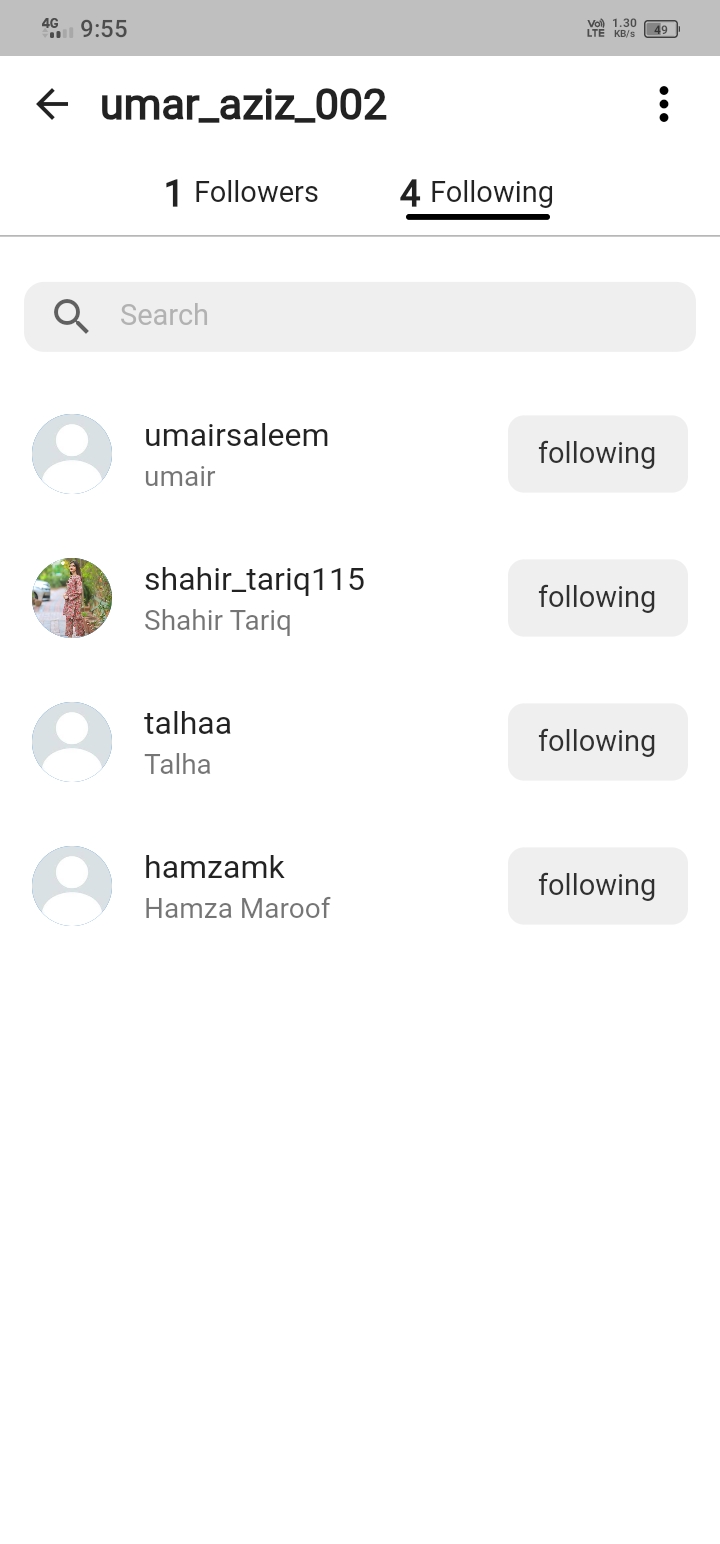 4G 9:55 Vo) LTE 1.30 KB/s 49
umar_aziz_002
1 Followers 4 Following
Search
umairsaleem
umair
following
shahir_tariq115
Shahir Tariq
following
talhaa
Talha
following
hamzamk
Hamza Maroof
following